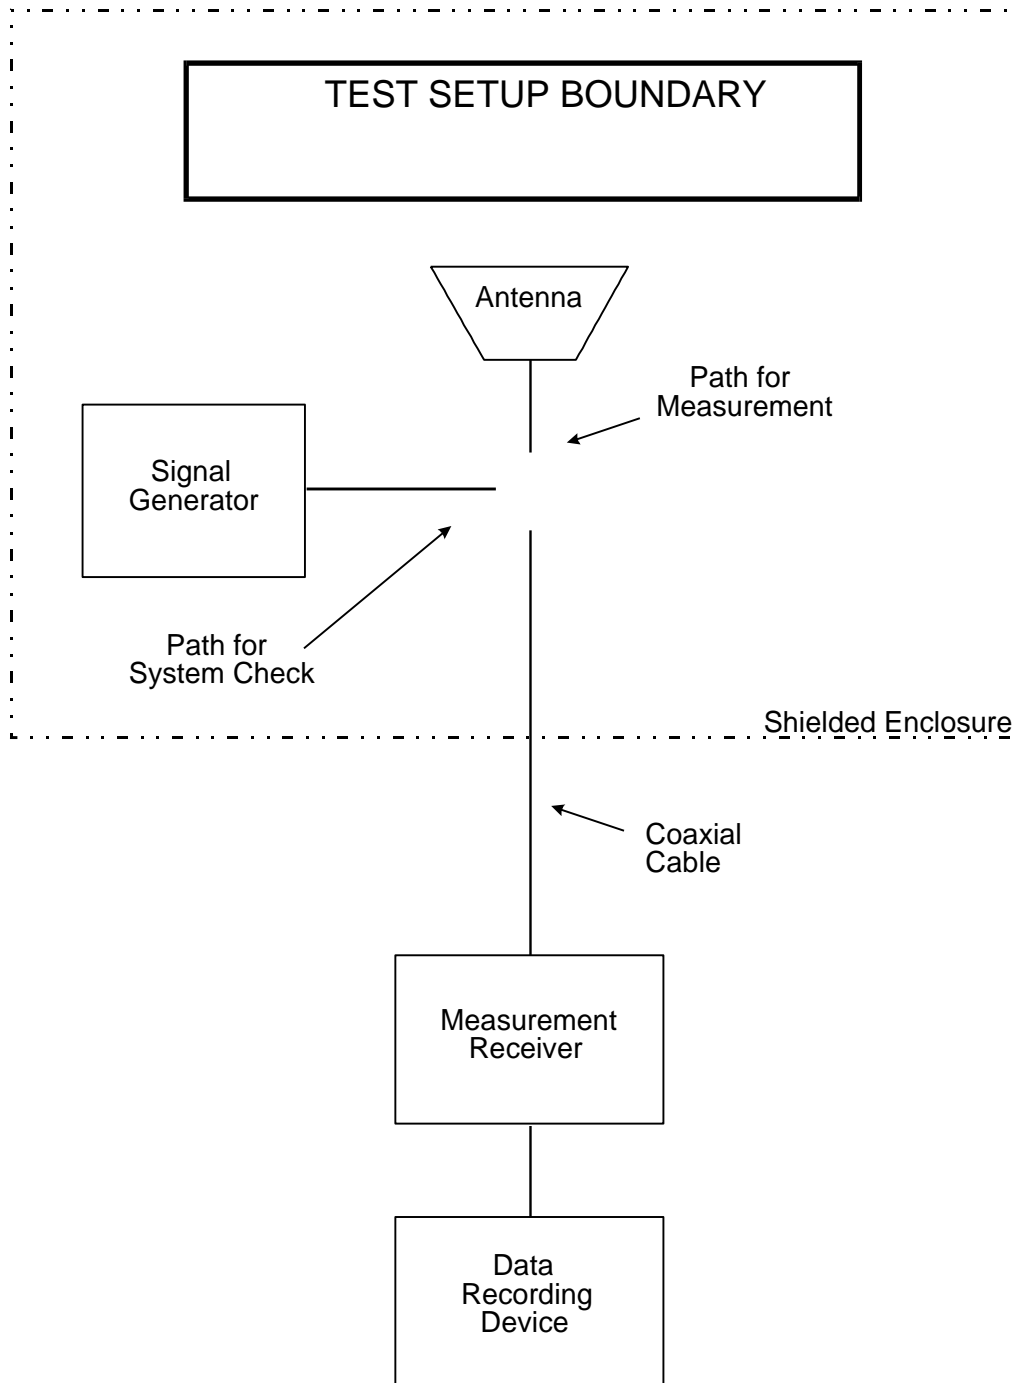 TEST SETUP BOUNDARY
Antenna
Path for
Measurement
Signal
Generator
Path for
System Check
Shielded Enclosure
Coaxial
Cable
Measurement
Receiver
Data
Recording
Device